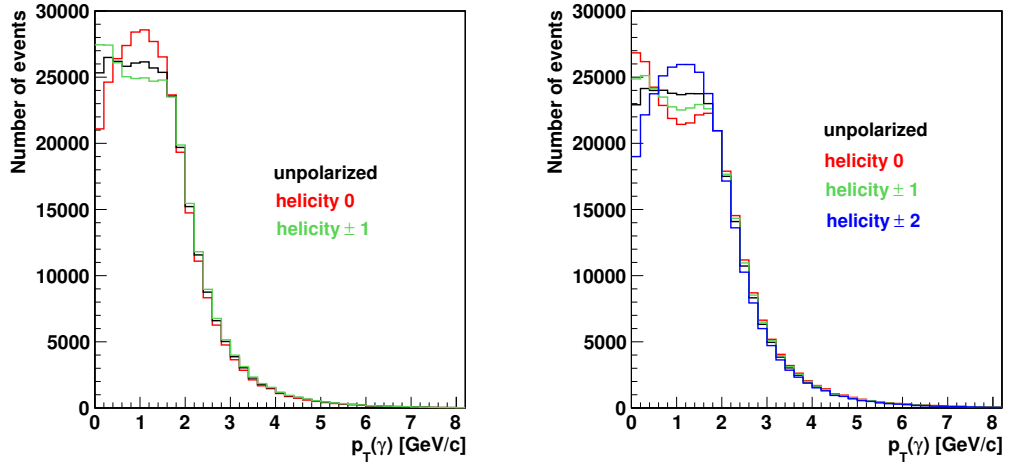 Number of events
30000
25000
20000
15000
10000
5000
0
unpolarized
helicity 0
helicity ± 1
0 1 2 3 4 5 6 7 8
p_T(γ) [GeV/c]
Number of events
30000
25000
20000
15000
10000
5000
0
unpolarized
helicity 0
helicity ± 1
helicity ± 2
0 1 2 3 4 5 6 7 8
p_T(γ) [GeV/c]